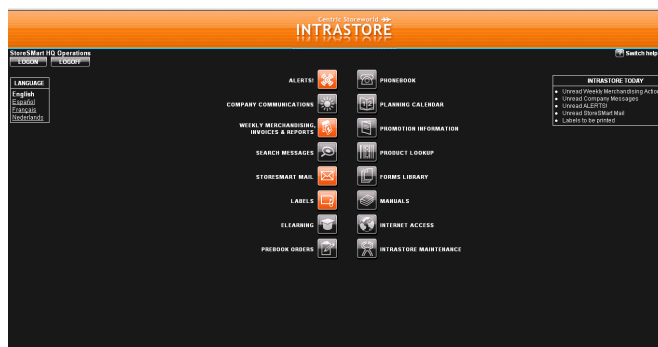 Centric Storeworld
INTRASTORE
StoreSMart HQ Operations
LOGON LOGOFF
Switch help
LANGUAGE
English
Español
Français
Nederlands
ALERTS!
COMPANY COMMUNICATIONS
WEEKLY MERCHANDISING,
INVOICES & REPORTS
SEARCH MESSAGES
STORESMART MAIL
LABELS
ELEARNING
PREBOOK ORDERS
PHONEBOOK
PLANNING CALENDAR
PROMOTION INFORMATION
PRODUCT LOOKUP
FORMS LIBRARY
MANUALS
INTERNET ACCESS
INTRASTORE MAINTENANCE
INTRASTORE TODAY
Unread Weekly Merchandising Actio
Unread Company Messages
Unread ALERTS!
Unread StoreSMart Mail
Labels to be printed